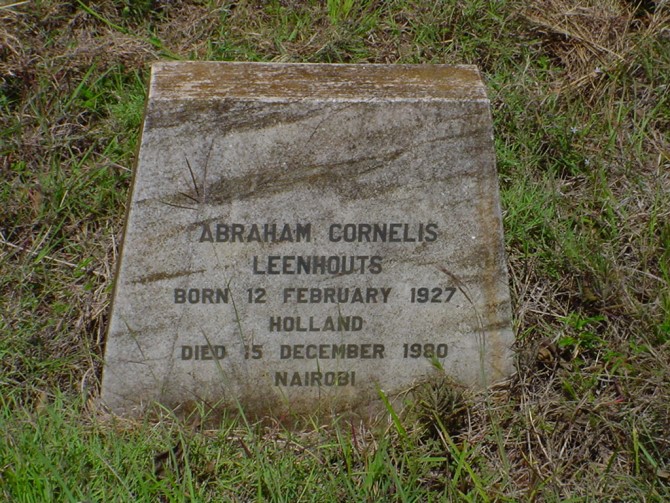 ABRAHAM CORNELIS
LEENHOUTS
BORN 12 FEBRUARY 1927
HOLLAND
DIED 15 DECEMBER 1980
NAIROBI